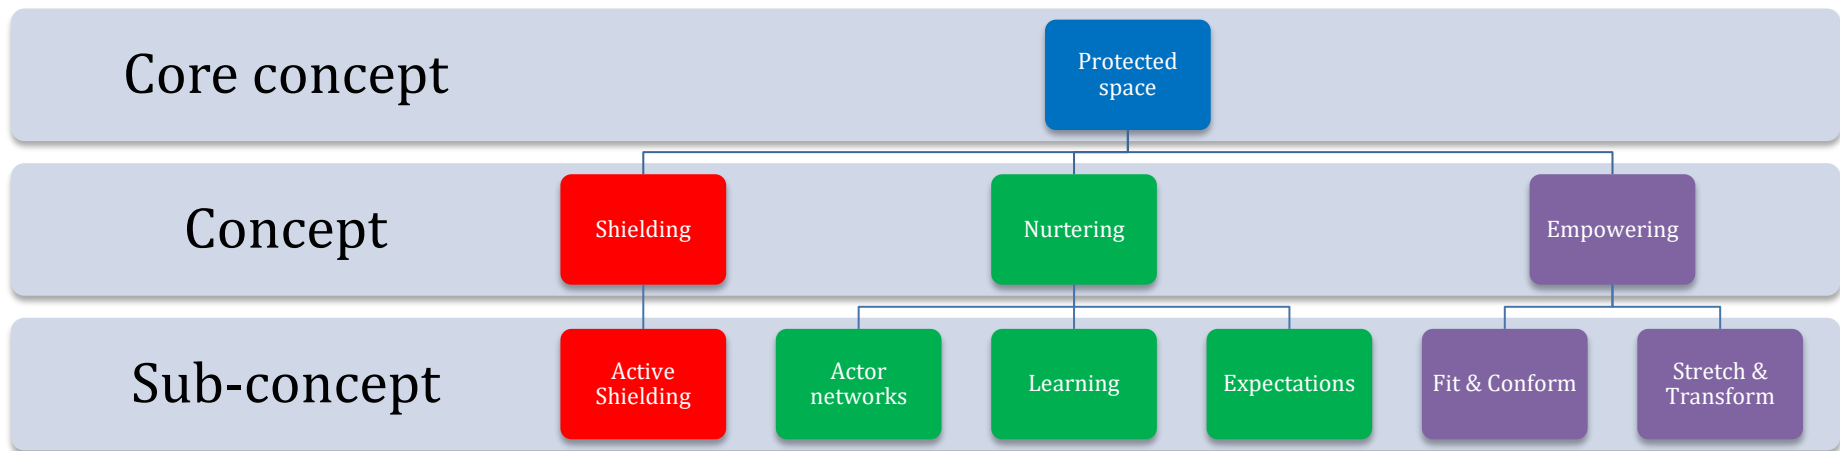 Core concept
Protected
space
Concept
Shielding
Nurtering
Empowering
Sub-concept
Active
Shielding
Actor
networks
Learning
Expectations
Fit & Conform
Stretch &
Transform